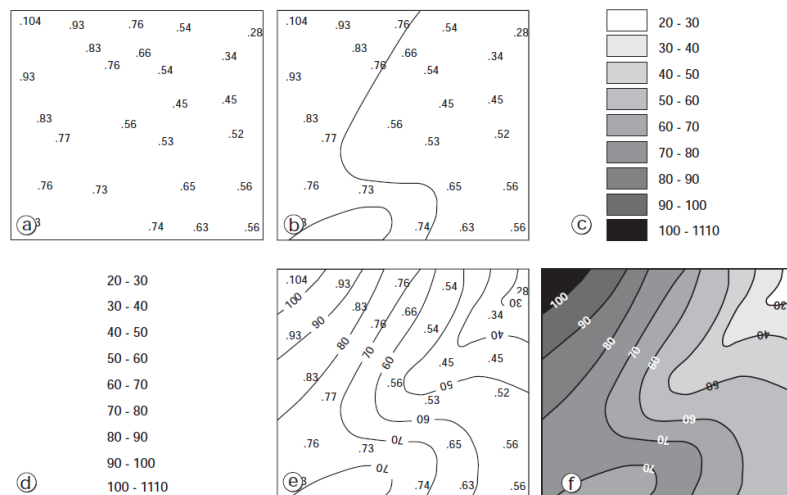 .104 .93 .76 .54 .28
.83 .66 .34
.76 .54
.93
.45 .45
.83 .56
.77 .53 .52
.76 .73 .65 .56
3 .74 .63 .56
a
.104 .93 .76 .54 .28
.83 .66 .34
.76 .54
.93
.45 .45
.83 .56
.77 .53 .52
.76 .73 .65 .56
3 .74 .63 .56
b
20 - 30
30 - 40
40 - 50
50 - 60
60 - 70
70 - 80
80 - 90
90 - 100
100 - 1110
c
20 - 30
30 - 40
40 - 50
50 - 60
60 - 70
70 - 80
80 - 90
90 - 100
100 - 1110
d
.104 .93 .76 .54 .28
100 30
.83 .66 .34
90 .76 .54
.93 80 70 60 40
.45 .45
.83 .56 50
.77 .53 .52
60
.76 .73 70 .65 .56
70
3 .74 .63 .56
e
100 30
90 40
80 70 60
50
60
70
70
f